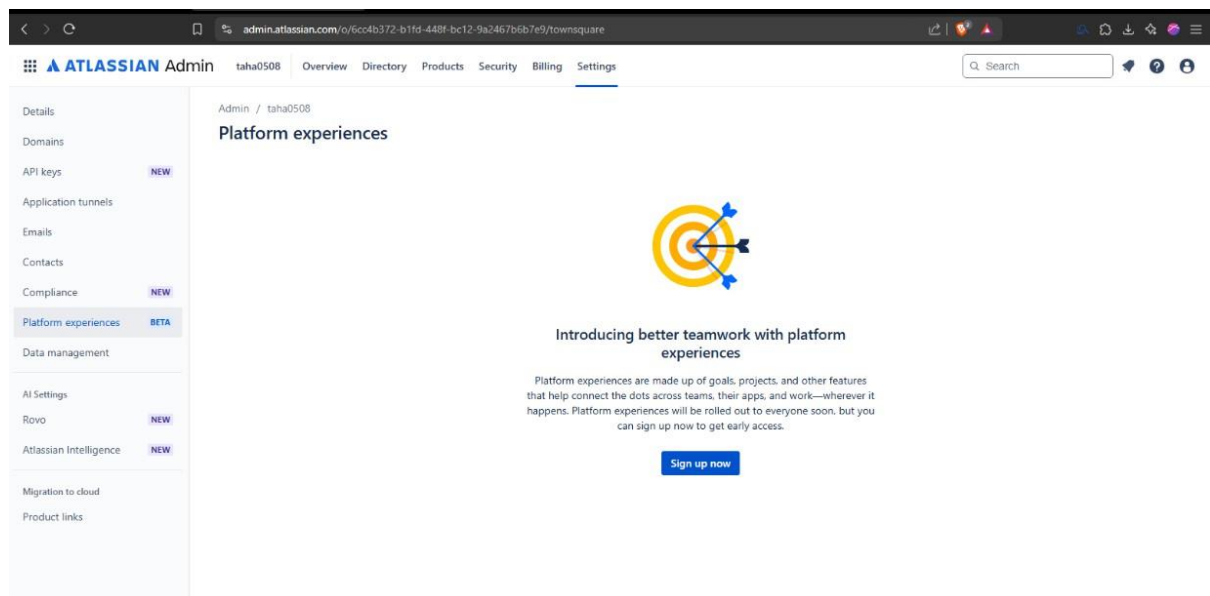 admin.atlassian.com/o/6cc4b372-b1fd-448f-bc12-9a2467b6b7e9/townsquare
ATLASSIAN Admin taha0508 Overview Directory Products Security Billing Settings Search
Details
Domains
API keys NEW
Application tunnels
Emails
Contacts
Compliance NEW
Platform experiences BETA
Data management
AI Settings
Rovo NEW
Atlassian Intelligence NEW
Migration to cloud
Product links
Admin / taha0508
Platform experiences
Introducing better teamwork with platform
experiences
Platform experiences are made up of goals, projects, and other features
that help connect the dots across teams, their apps, and work—wherever it
happens. Platform experiences will be rolled out to everyone soon, but you
can sign up now to get early access.
Sign up now